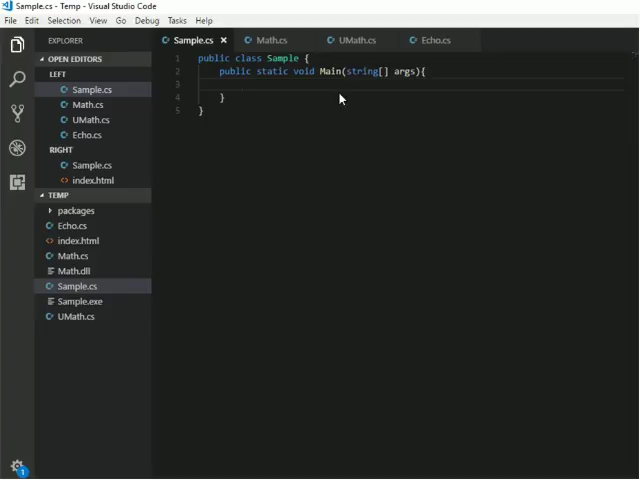 Sample.cs - Temp - Visual Studio Code
File Edit Selection View Go Debug Tasks Help
EXPLORER
OPEN EDITORS
LEFT
Sample.cs
Math.cs
UMath.cs
Echo.cs
RIGHT
Sample.cs
index.html
TEMP
packages
Echo.cs
index.html
Math.cs
Math.dll
Sample.cs
Sample.exe
UMath.cs
1
Sample.cs × Math.cs UMath.cs Echo.cs
1 public class Sample {
2 public static void Main(string[] args){
3
4 }
5 }